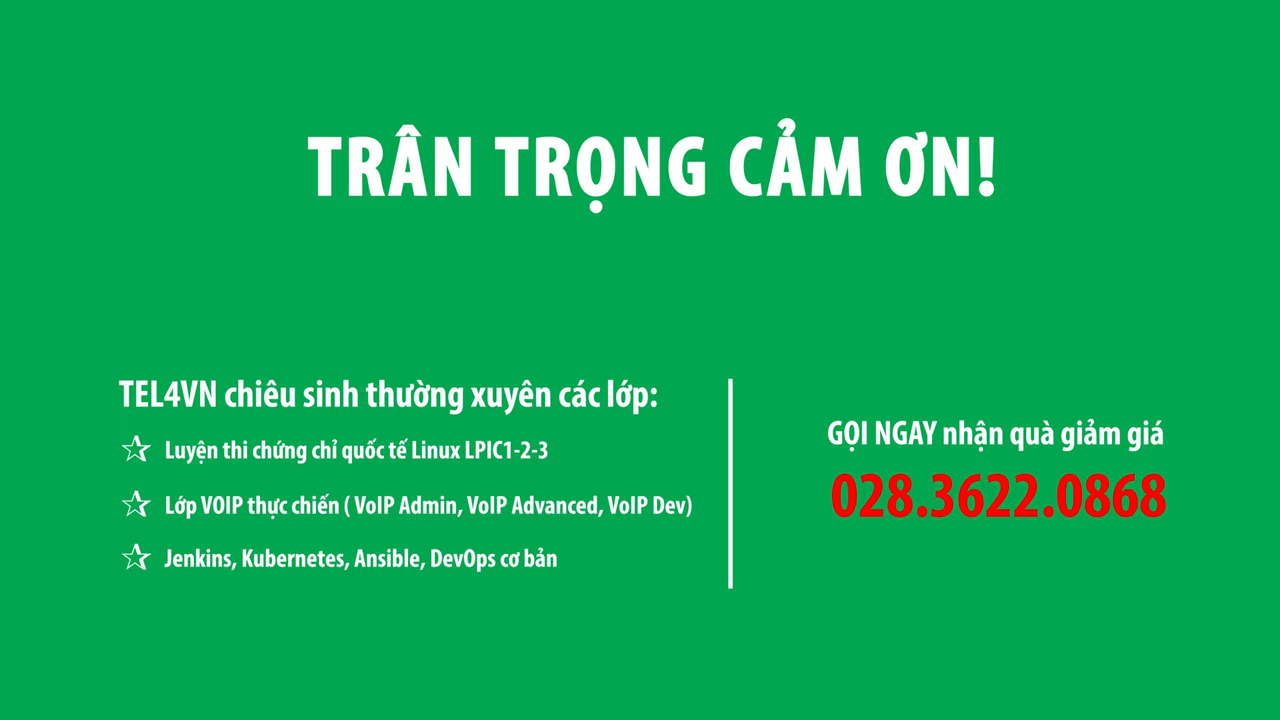 TRÂN TRỌNG CẢM ƠN!
TEL4VN chiêu sinh thường xuyên các lớp:
Luyện thi chứng chỉ quốc tế Linux LPIC1-2-3
Lớp VOIP thực chiến ( VoIP Admin, VoIP Advanced, VoIP Dev)
Jenkins, Kubernetes, Ansible, DevOps cơ bản
GỌI NGAY nhận quà giảm giá
028.3622.0868